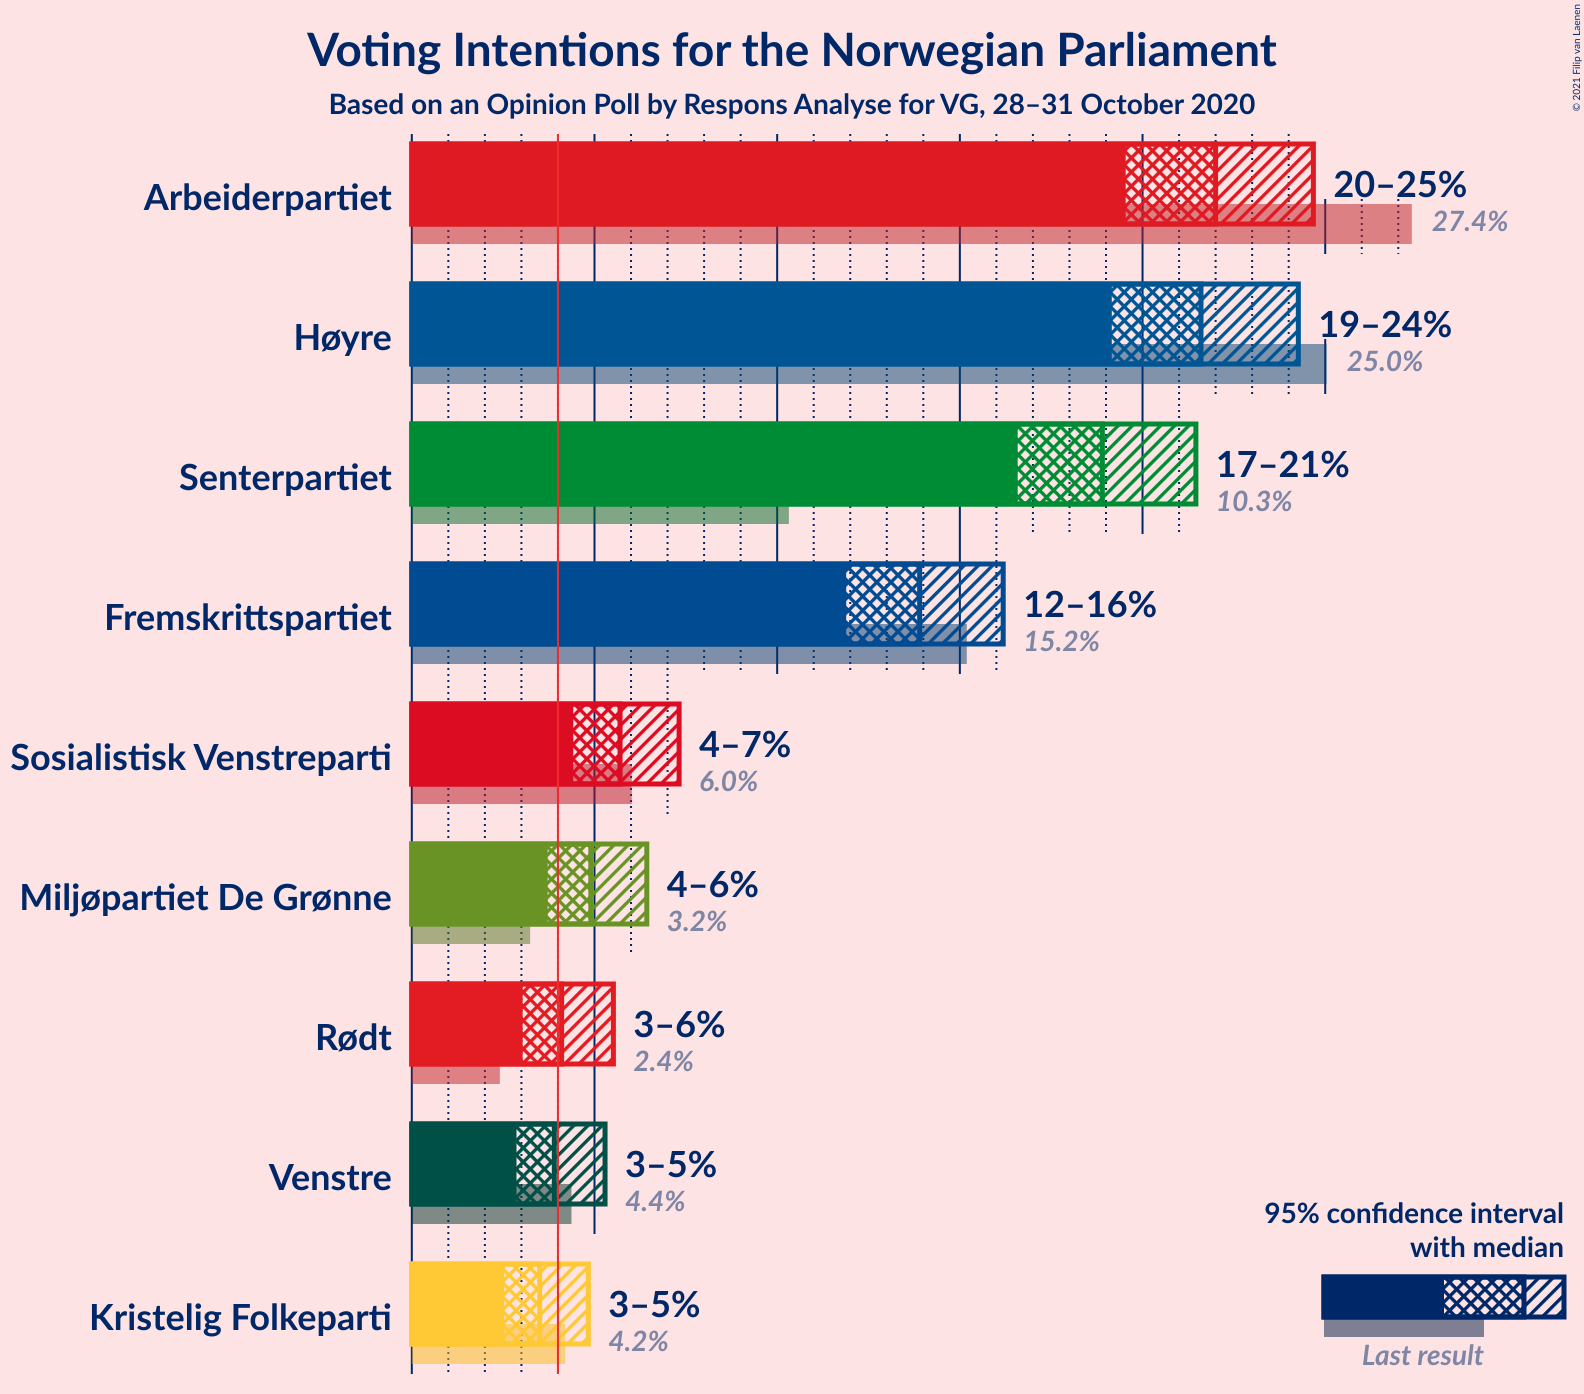 Voting Intentions for the Norwegian Parliament
Based on an Opinion Poll by Respons Analyse for VG, 28–31 October 2020
© 2021 Filip van Laenen
Arbeiderpartiet
20–25%
27.4%
Høyre
19–24%
25.0%
Senterpartiet
17–21%
10.3%
Fremskrittspartiet
12–16%
15.2%
Sosialistisk Venstreparti
4–7%
6.0%
Miljøpartiet De Grønne
4–6%
3.2%
Rødt
3–6%
2.4%
Venstre
3–5%
4.4%
Kristelig Folkeparti
3–5%
4.2%
95% confidence interval
with median
Last result